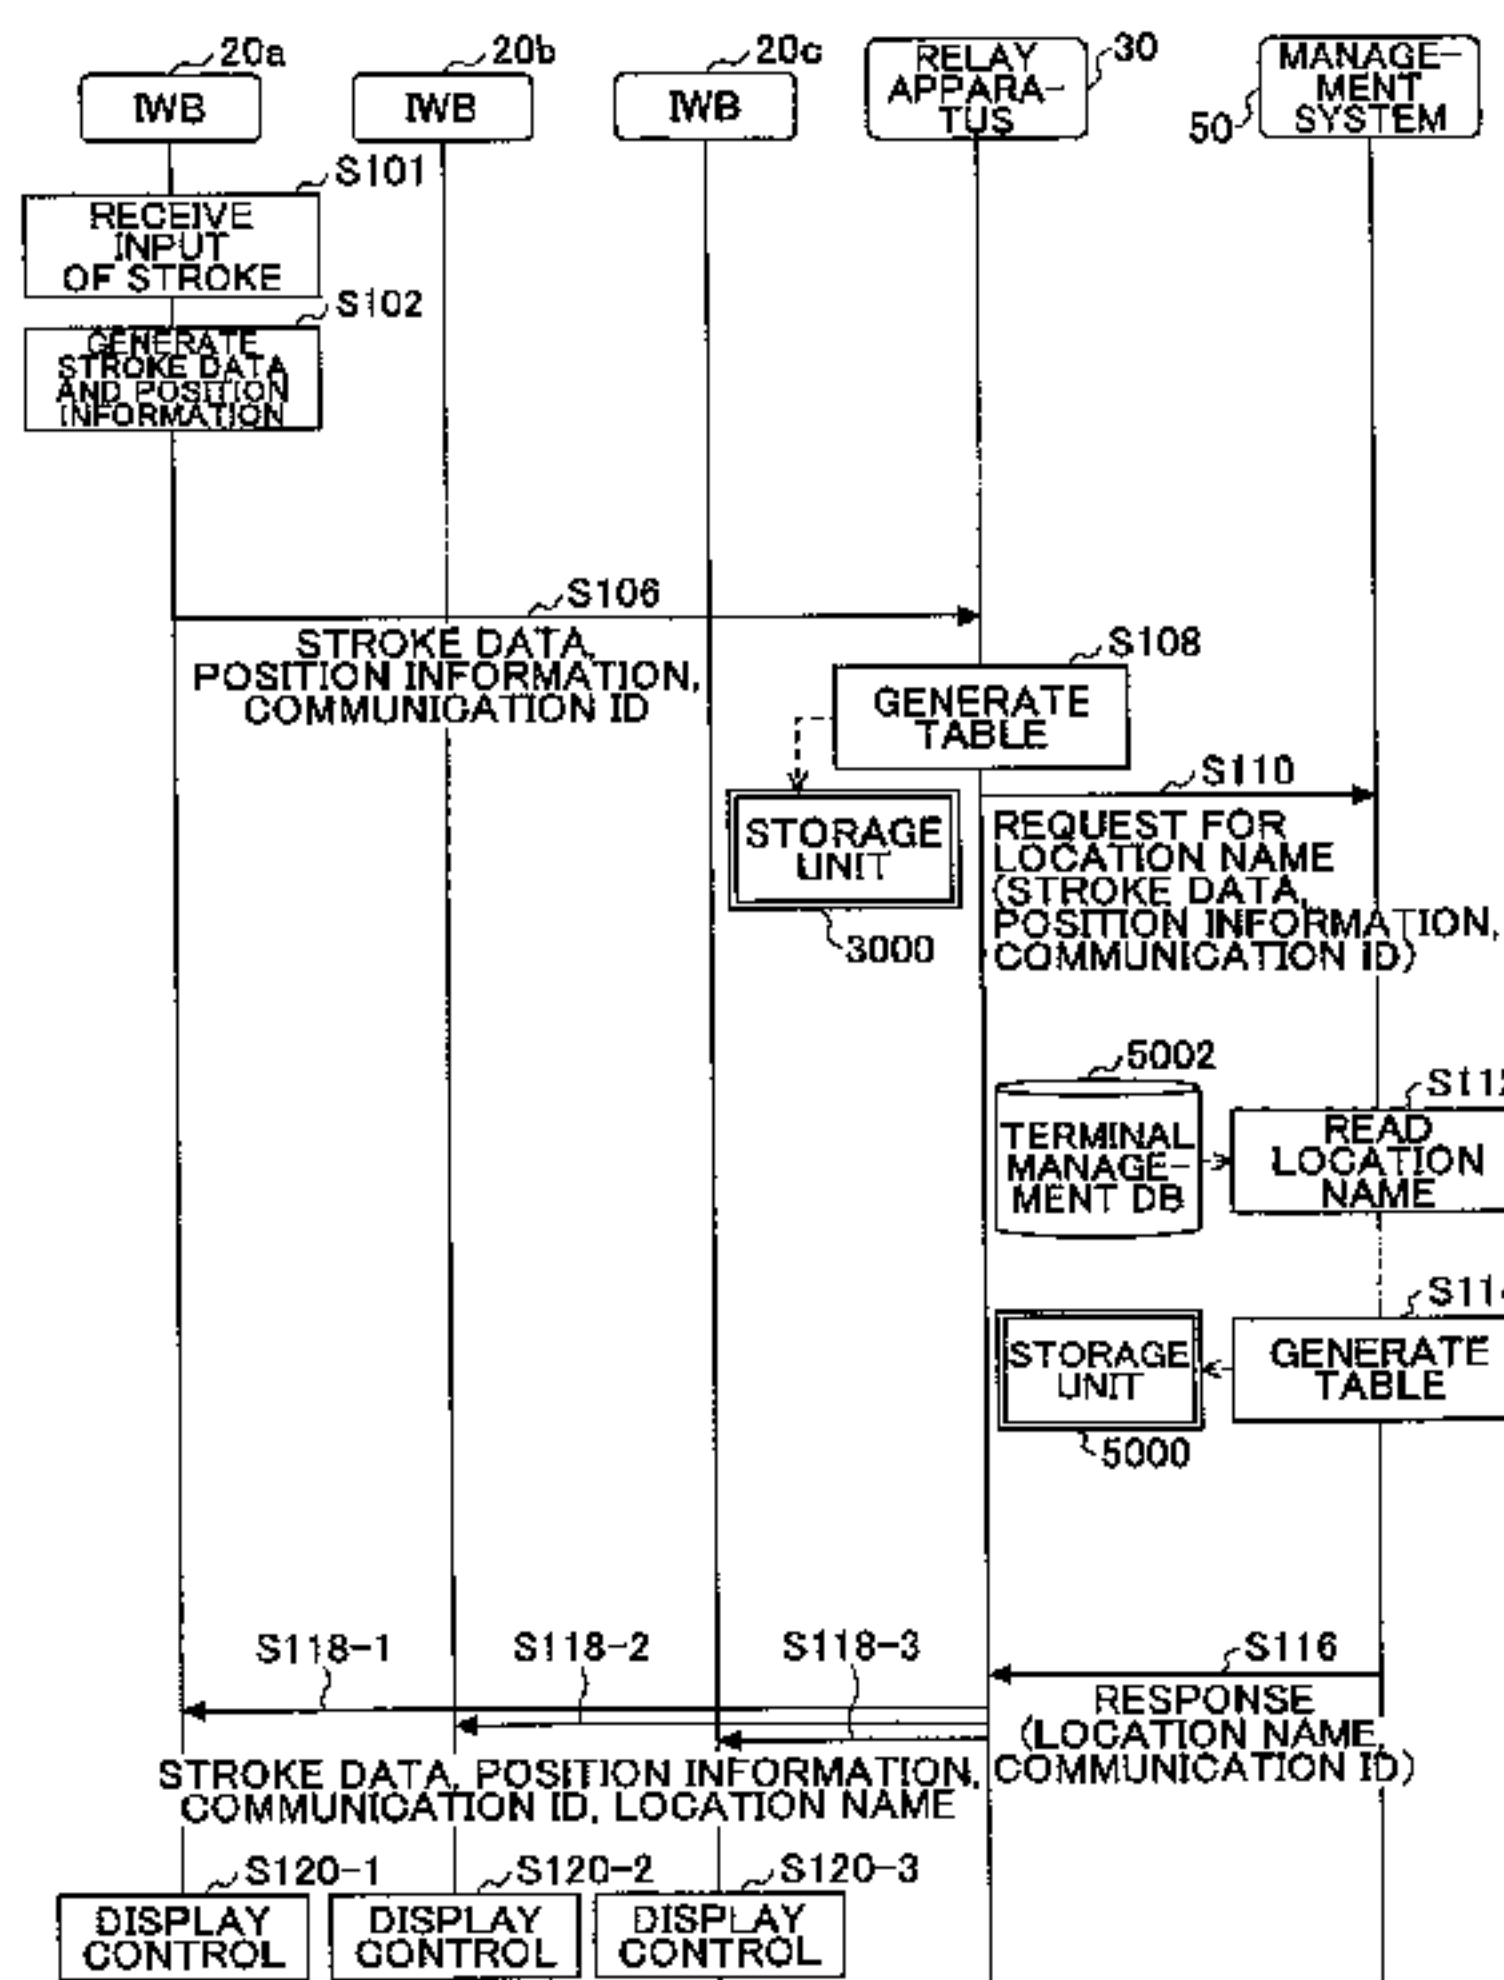 20a
IWB
20b
IWB
20c
IWB
RELAY
APPARA-
TUS
30
MANAGE-
MENT
SYSTEM
50
S101
RECEIVE
INPUT
OF STROKE
S102
GENERATE
STROKE DATA
AND POSITION
INFORMATION
S106
STROKE DATA,
POSITION INFORMATION,
COMMUNICATION ID
S108
GENERATE
TABLE
STORAGE
UNIT
3000
S110
REQUEST FOR
LOCATION NAME
(STROKE DATA,
POSITION INFORMATION,
COMMUNICATION ID)
5002
TERMINAL
MANAGE-
MENT DB
S112
READ
LOCATION
NAME
S114
GENERATE
TABLE
STORAGE
UNIT
5000
S116
RESPONSE
(LOCATION NAME,
COMMUNICATION ID)
S118-1
S118-2
S118-3
STROKE DATA, POSITION INFORMATION,
COMMUNICATION ID, LOCATION NAME
S120-1
DISPLAY
CONTROL
S120-2
DISPLAY
CONTROL
S120-3
DISPLAY
CONTROL